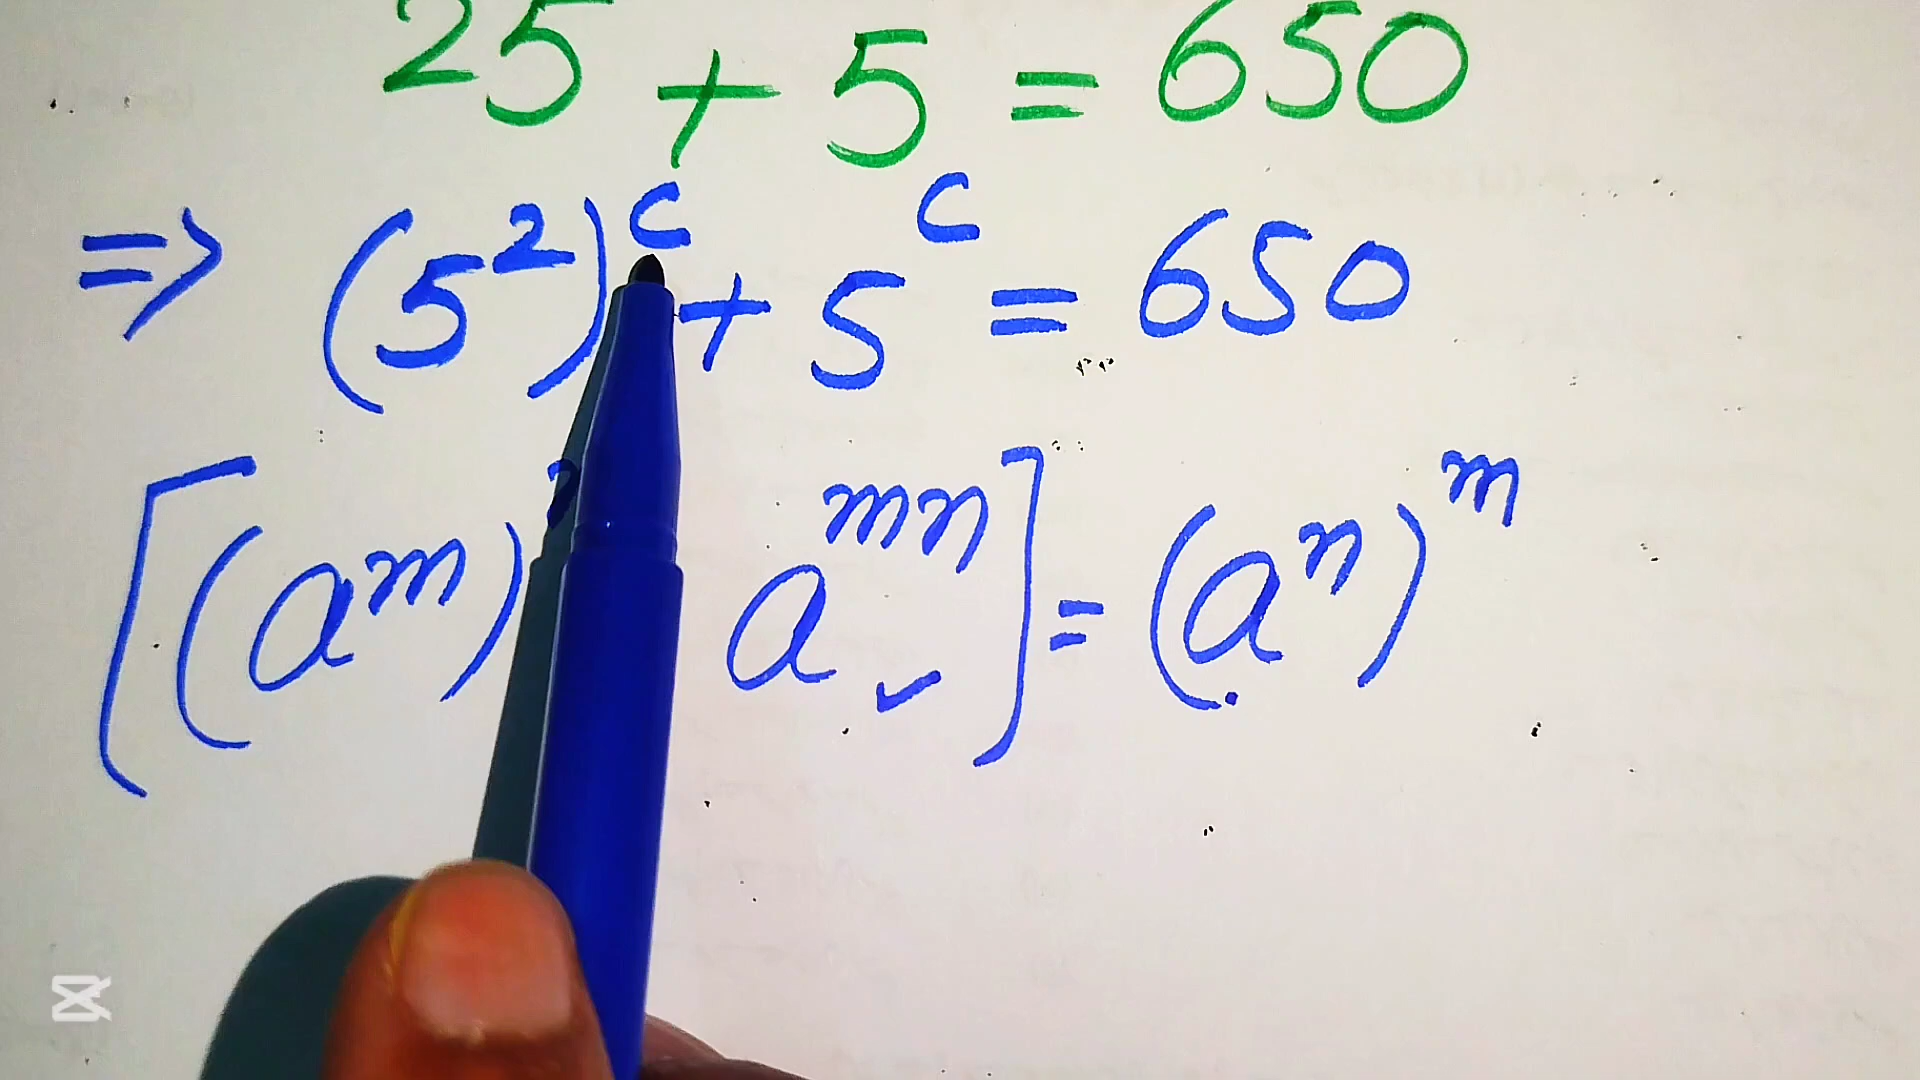 25 + 5 = 650
=> (5²)ᶜ + 5ᶜ = 650
[(aᵐ) aᵐⁿ] = (aⁿ)ᵐ